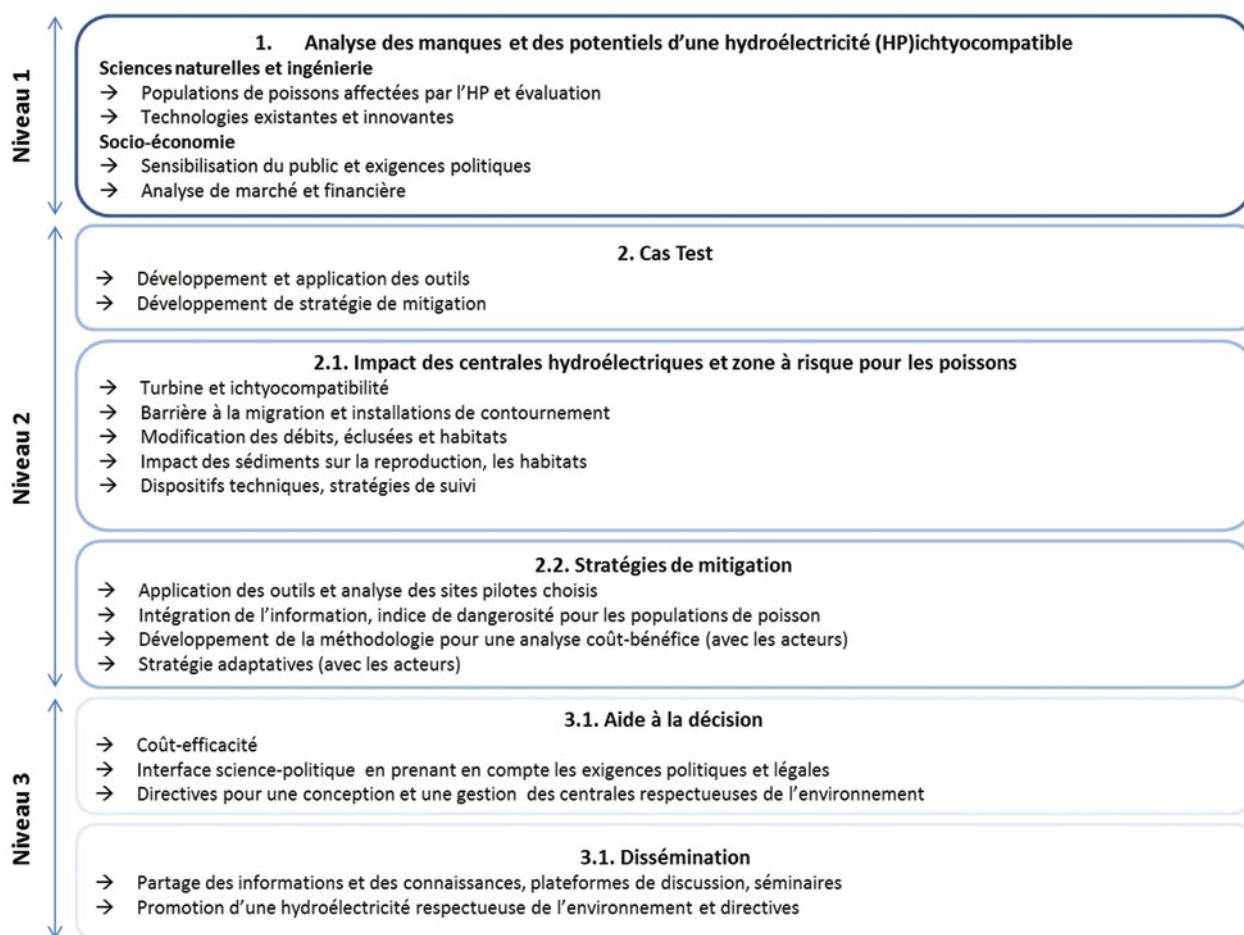 Niveau 1
1. Analyse des manques et des potentiels d'une hydroélectricité (HP)ichtyocompatible
Sciences naturelles et ingénierie
→ Populations de poissons affectées par l'HP et évaluation
→ Technologies existantes et innovantes
Socio-économie
→ Sensibilisation du public et exigences politiques
→ Analyse de marché et financière
Niveau 2
2. Cas Test
→ Développement et application des outils
→ Développement de stratégie de mitigation
2.1. Impact des centrales hydroélectriques et zone à risque pour les poissons
→ Turbine et ichtyocompatibilité
→ Barrière à la migration et installations de contournement
→ Modification des débits, éclusées et habitats
→ Impact des sédiments sur la reproduction, les habitats
→ Dispositifs techniques, stratégies de suivi
2.2. Stratégies de mitigation
→ Application des outils et analyse des sites pilotes choisis
→ Intégration de l'information, indice de dangerosité pour les populations de poisson
→ Développement de la méthodologie pour une analyse coût-bénéfice (avec les acteurs)
→ Stratégie adaptatives (avec les acteurs)
Niveau 3
3.1. Aide à la décision
→ Coût-efficacité
→ Interface science-politique en prenant en compte les exigences politiques et légales
→ Directives pour une conception et une gestion des centrales respectueuses de l'environnement
3.1. Dissémination
→ Partage des informations et des connaissances, plateformes de discussion, séminaires
→ Promotion d'une hydroélectricité respectueuse de l'environnement et directives